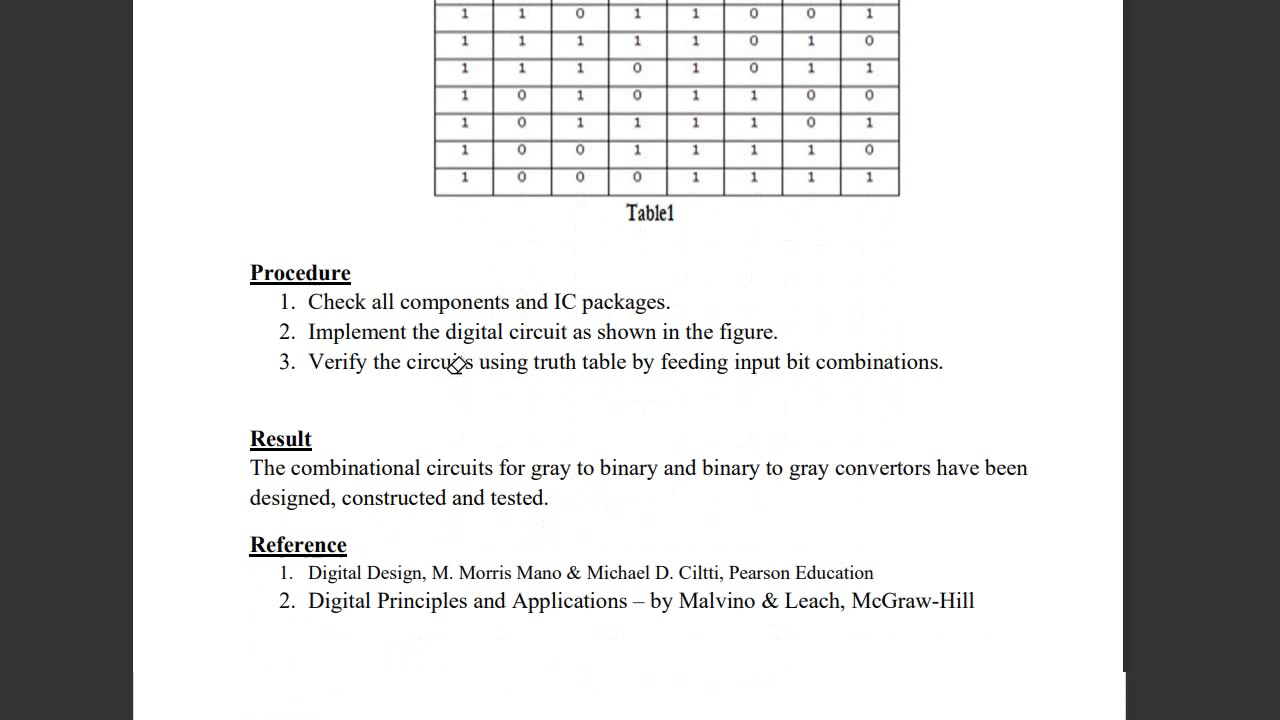 1 1 0 1 1 0 0 1
1 1 1 1 1 0 1 0
1 1 1 0 1 0 1 1
1 0 1 0 1 1 0 0
1 0 1 1 1 1 0 1
1 0 0 1 1 1 1 0
1 0 0 0 1 1 1 1
Table1
Procedure
1. Check all components and IC packages.
2. Implement the digital circuit as shown in the figure.
3. Verify the circuits using truth table by feeding input bit combinations.
Result
The combinational circuits for gray to binary and binary to gray convertors have been
designed, constructed and tested.
Reference
1. Digital Design, M. Morris Mano & Michael D. Ciltti, Pearson Education
2. Digital Principles and Applications – by Malvino & Leach, McGraw-Hill